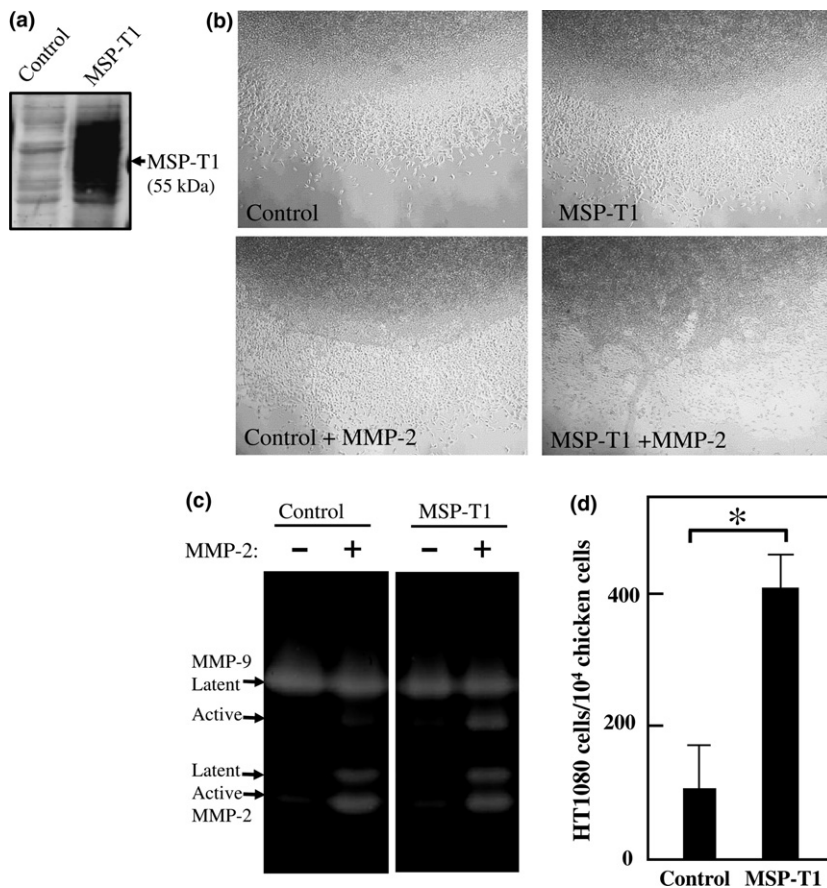 (a)
Control
MSP-T1
MSP-T1
(55 kDa)
(b)
Control
MSP-T1
Control + MMP-2
MSP-T1 +MMP-2
(c)
Control
MSP-T1
MMP-2: − + − +
MMP-9
Latent
Active
Latent
Active
MMP-2
(d)
*
HT1080 cells/10⁴ chicken cells
400
200
0
Control MSP-T1